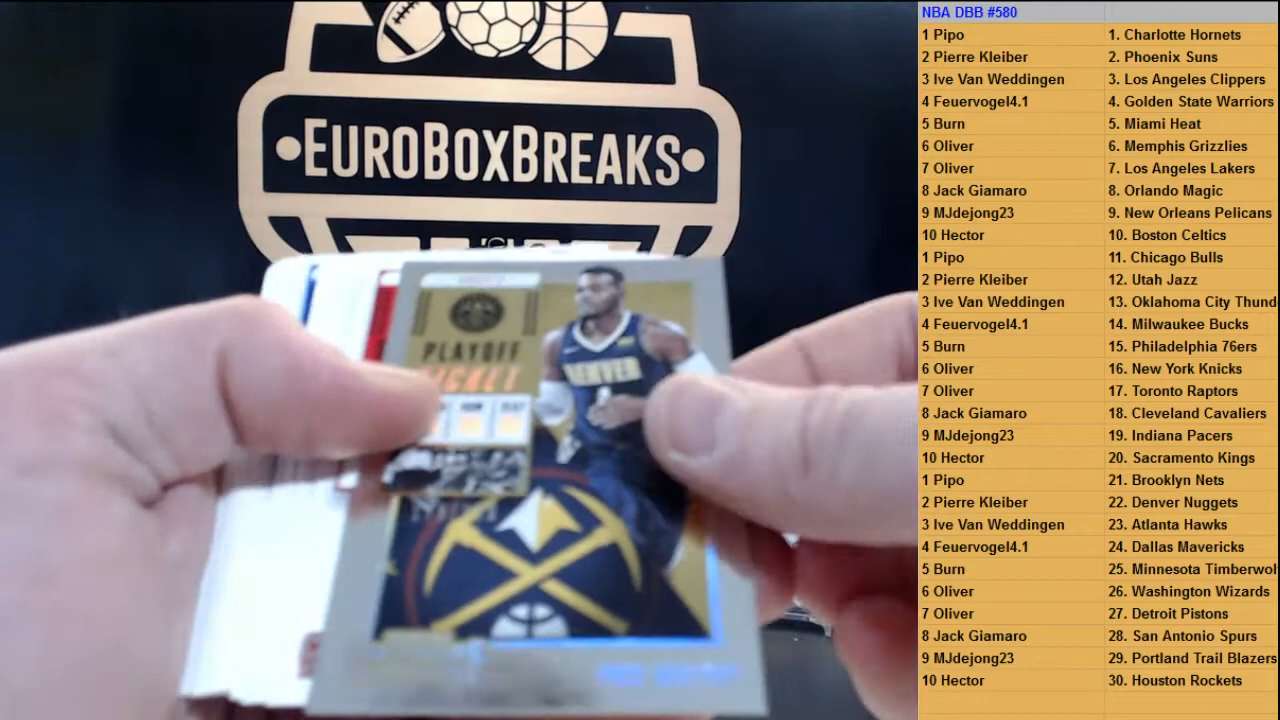 EUROBOXBREAKS
PLAYOFF
TICKET
DENVER
NBA DBB #580
1 Pipo 1. Charlotte Hornets
2 Pierre Kleiber 2. Phoenix Suns
3 Ive Van Weddingen 3. Los Angeles Clippers
4 Feuervogel4.1 4. Golden State Warriors
5 Burn 5. Miami Heat
6 Oliver 6. Memphis Grizzlies
7 Oliver 7. Los Angeles Lakers
8 Jack Giamaro 8. Orlando Magic
9 MJdejong23 9. New Orleans Pelicans
10 Hector 10. Boston Celtics
1 Pipo 11. Chicago Bulls
2 Pierre Kleiber 12. Utah Jazz
3 Ive Van Weddingen 13. Oklahoma City Thund
4 Feuervogel4.1 14. Milwaukee Bucks
5 Burn 15. Philadelphia 76ers
6 Oliver 16. New York Knicks
7 Oliver 17. Toronto Raptors
8 Jack Giamaro 18. Cleveland Cavaliers
9 MJdejong23 19. Indiana Pacers
10 Hector 20. Sacramento Kings
1 Pipo 21. Brooklyn Nets
2 Pierre Kleiber 22. Denver Nuggets
3 Ive Van Weddingen 23. Atlanta Hawks
4 Feuervogel4.1 24. Dallas Mavericks
5 Burn 25. Minnesota Timberwol
6 Oliver 26. Washington Wizards
7 Oliver 27. Detroit Pistons
8 Jack Giamaro 28. San Antonio Spurs
9 MJdejong23 29. Portland Trail Blazers
10 Hector 30. Houston Rockets